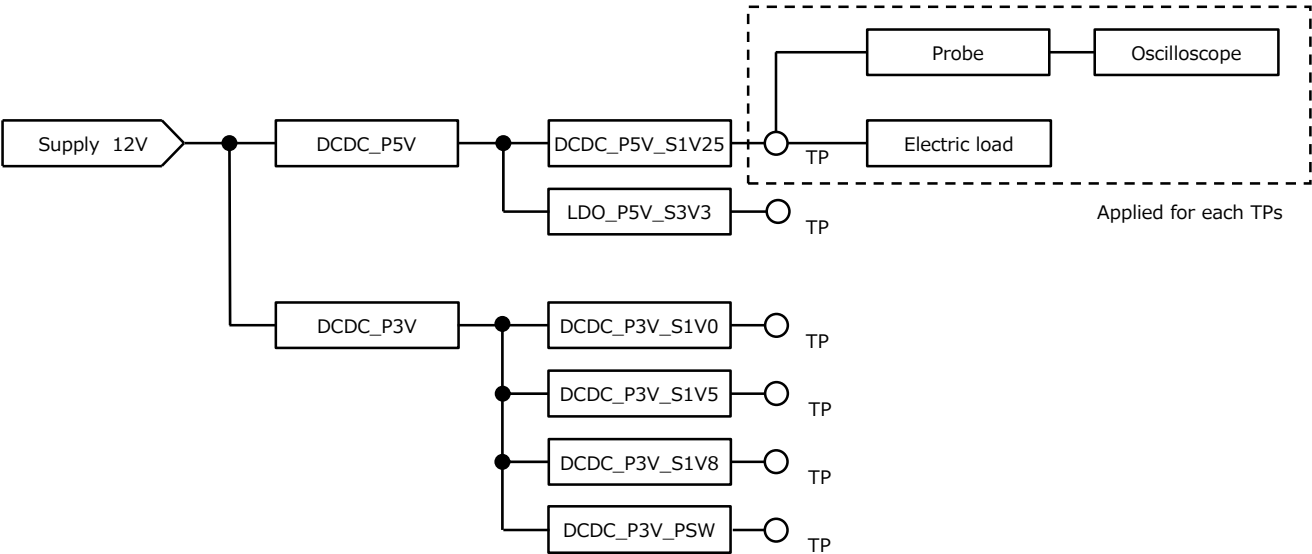 Probe
Oscilloscope
Supply 12V
DCDC_P5V
DCDC_P5V_S1V25
TP
Electric load
LDO_P5V_S3V3
TP
Applied for each TPs
DCDC_P3V
DCDC_P3V_S1V0
TP
DCDC_P3V_S1V5
TP
DCDC_P3V_S1V8
TP
DCDC_P3V_PSW
TP